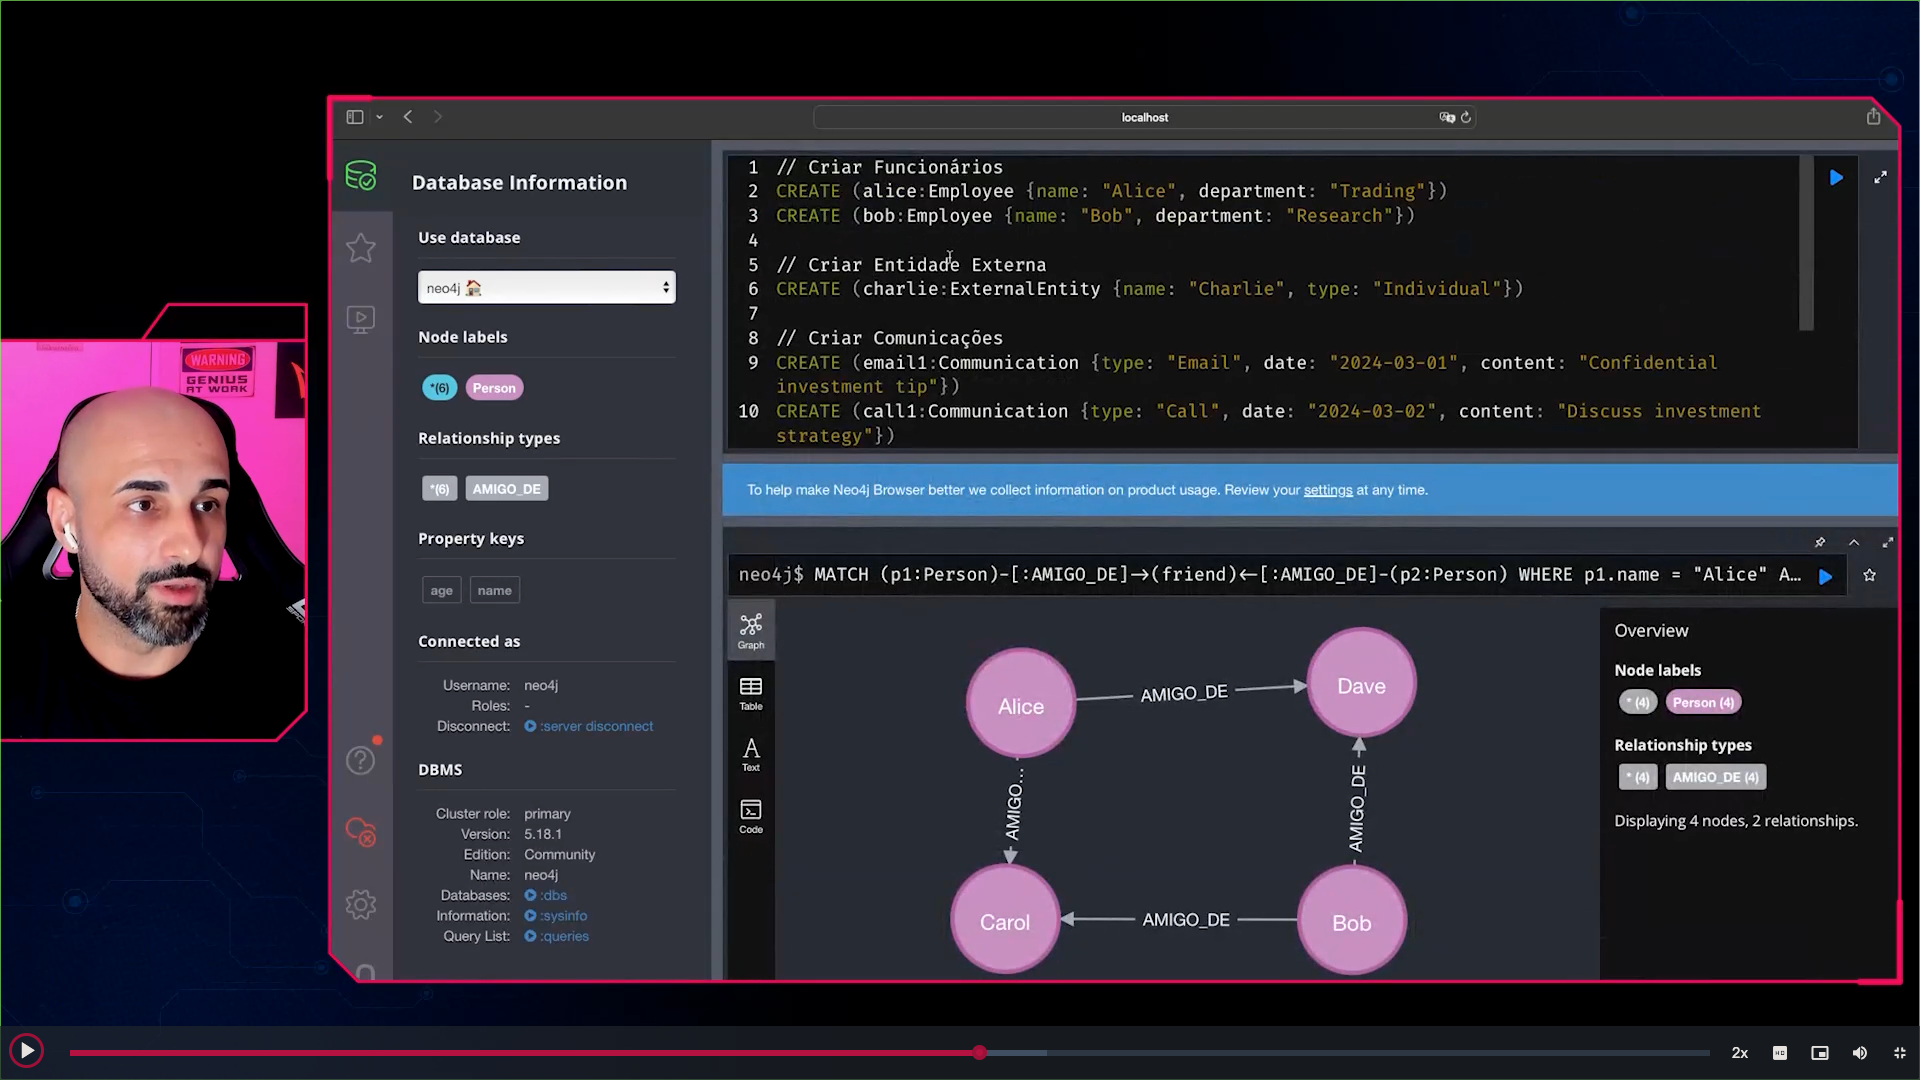 localhost
WARNING
GENIUS
AT WORK
Database Information
Use database
neo4j
Node labels
*(6) Person
Relationship types
*(6) AMIGO_DE
Property keys
age name
Connected as
Username: neo4j
Roles: -
Disconnect: :server disconnect
DBMS
Cluster role: primary
Version: 5.18.1
Edition: Community
Name: neo4j
Databases: :dbs
Information: :sysinfo
Query List: :queries
1 // Criar Funcionários
2 CREATE (alice:Employee {name: "Alice", department: "Trading"})
3 CREATE (bob:Employee {name: "Bob", department: "Research"})
4
5 // Criar Entidade Externa
6 CREATE (charlie:ExternalEntity {name: "Charlie", type: "Individual"})
7
8 // Criar Comunicações
9 CREATE (email1:Communication {type: "Email", date: "2024-03-01", content: "Confidential
investment tip"})
10 CREATE (call1:Communication {type: "Call", date: "2024-03-02", content: "Discuss investment
strategy"})
To help make Neo4j Browser better we collect information on product usage. Review your settings at any time.
neo4j$ MATCH (p1:Person)-[:AMIGO_DE]→(friend)←[:AMIGO_DE]-(p2:Person) WHERE p1.name = "Alice" A...
Graph
Table
A
Text
Code
Alice
AMIGO_DE
Dave
AMIGO...
AMIGO_DE
Carol
AMIGO_DE
Bob
Overview
Node labels
* (4) Person (4)
Relationship types
* (4) AMIGO_DE (4)
Displaying 4 nodes, 2 relationships.
2x
HD